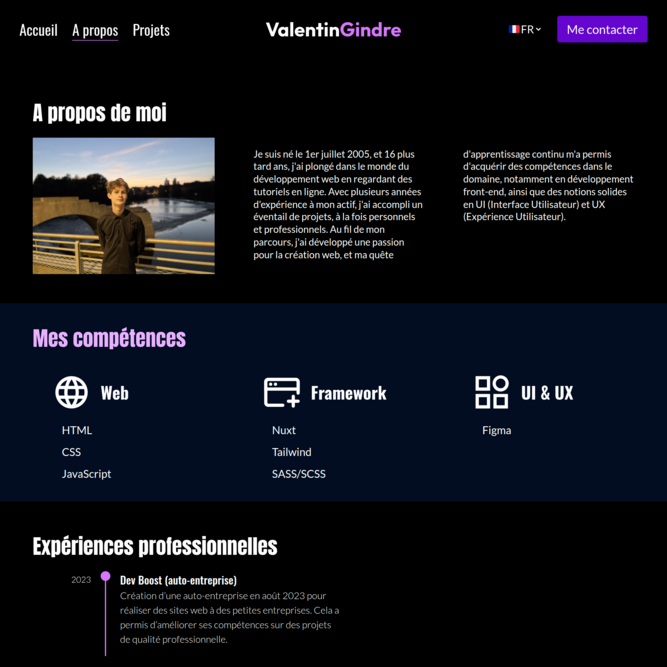 Accueil
A propos
Projets
ValentinGindre
FR
Me contacter
A propos de moi
Je suis né le 1er juillet 2005, et 16 plus
tard ans, j'ai plongé dans le monde du
développement web en regardant des
tutoriels en ligne. Avec plusieurs années
d'expérience à mon actif, j'ai accompli un
éventail de projets, à la fois personnels
et professionnels. Au fil de mon
parcours, j'ai développé une passion
pour la création web, et ma quête
d'apprentissage continu m'a permis
d'acquérir des compétences dans le
domaine, notamment en développement
front-end, ainsi que des notions solides
en UI (Interface Utilisateur) et UX
(Expérience Utilisateur).
Mes compétences
Web
HTML
CSS
JavaScript
Framework
Nuxt
Tailwind
SASS/SCSS
UI & UX
Figma
Expériences professionnelles
2023
Dev Boost (auto-entreprise)
Création d'une auto-entreprise en août 2023 pour
réaliser des sites web à des petites entreprises. Cela a
permis d'améliorer ses compétences sur des projets
de qualité professionnelle.